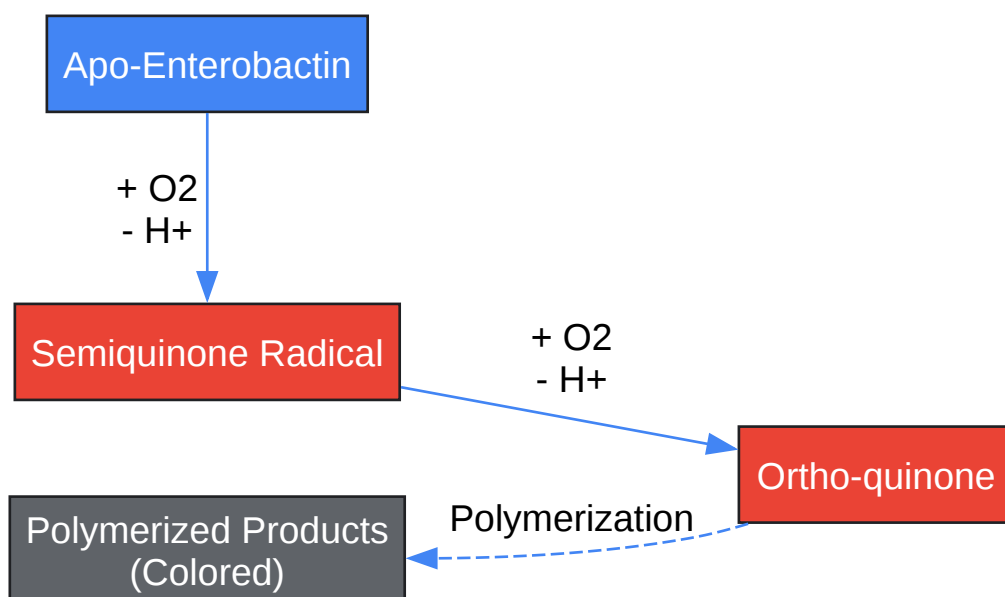 Apo-Enterobactin
+ O2
- H+
Semiquinone Radical
+ O2
- H+
Ortho-quinone
Polymerization
Polymerized Products
(Colored)